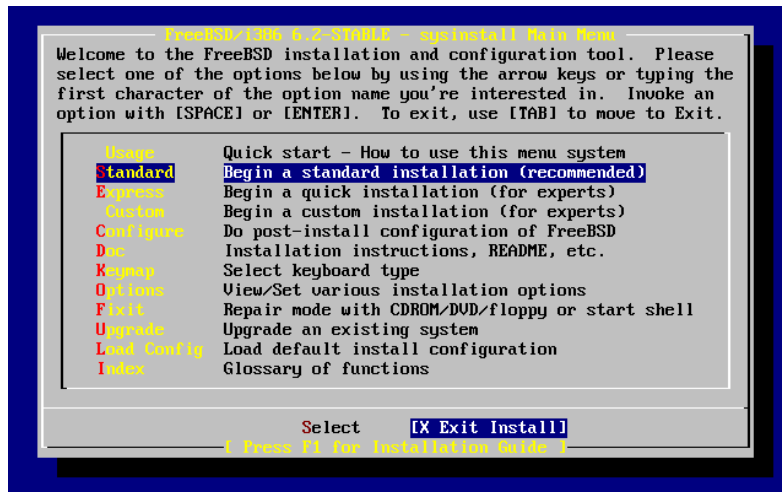 FreeBSD/i386 6.2-STABLE - sysinstall Main Menu
Welcome to the FreeBSD installation and configuration tool.  Please
select one of the options below by using the arrow keys or typing the
first character of the option name you're interested in.  Invoke an
option with [SPACE] or [ENTER].  To exit, use [TAB] to move to Exit.
Usage Quick start - How to use this menu system
Standard Begin a standard installation (recommended)
Express Begin a quick installation (for experts)
Custom Begin a custom installation (for experts)
Configure Do post-install configuration of FreeBSD
Doc Installation instructions, README, etc.
Keymap Select keyboard type
Options View/Set various installation options
Fixit Repair mode with CDROM/DVD/floppy or start shell
Upgrade Upgrade an existing system
Load Config Load default install configuration
Index Glossary of functions
Select [X Exit Install]
[ Press F1 for Installation Guide ]